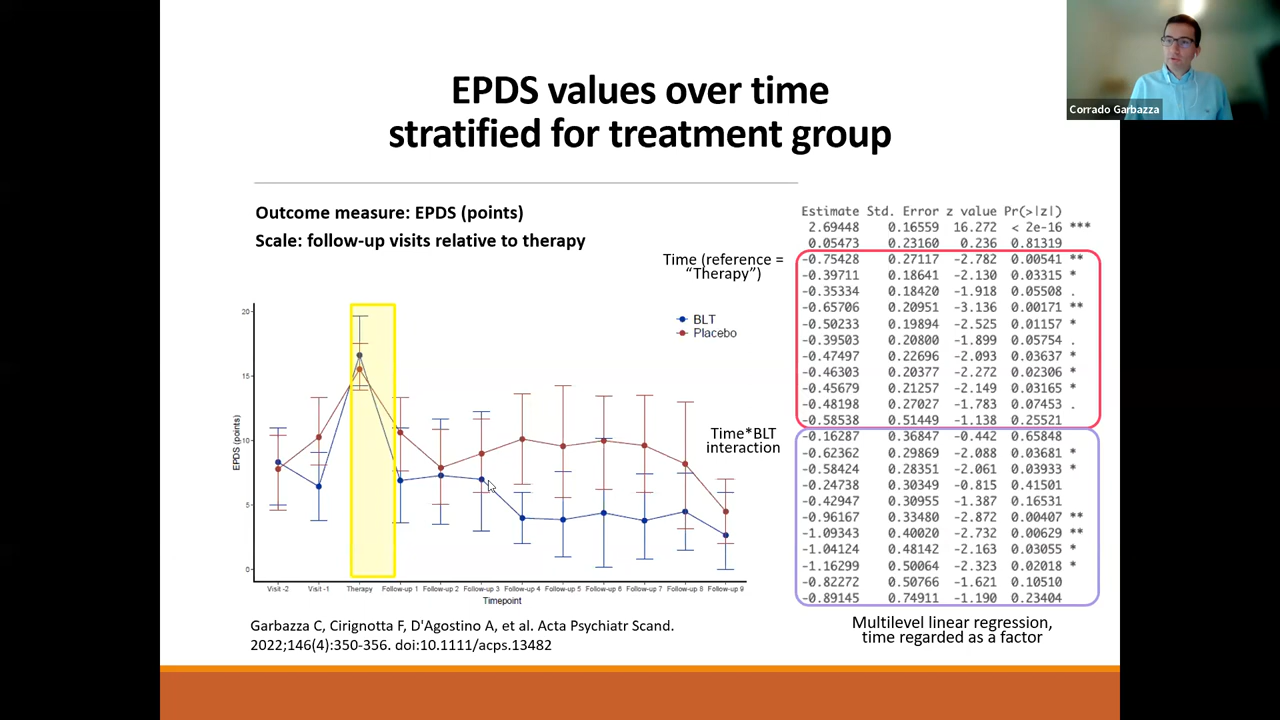 EPDS values over time
stratified for treatment group
Corrado Garbazza
Outcome measure: EPDS (points)
Scale: follow-up visits relative to therapy
Time (reference =
"Therapy")
Time*BLT
interaction
BLT
Placebo
EPDS (points)
20
15
10
5
0
Visit -2 Visit -1 Therapy Follow-up 1 Follow-up 2 Follow-up 3 Follow-up 4 Follow-up 5 Follow-up 6 Follow-up 7 Follow-up 8 Follow-up 9
Timepoint
Estimate Std. Error z value Pr(>|z|)
2.69448 0.16559 16.272 < 2e-16 ***
0.05473 0.23160 0.236 0.81319
-0.75428 0.27117 -2.782 0.00541 **
-0.39711 0.18641 -2.130 0.03315 *
-0.35334 0.18420 -1.918 0.05508 .
-0.65706 0.20951 -3.136 0.00171 **
-0.50233 0.19894 -2.525 0.01157 *
-0.39503 0.20800 -1.899 0.05754 .
-0.47497 0.22696 -2.093 0.03637 *
-0.46303 0.20377 -2.272 0.02306 *
-0.45679 0.21257 -2.149 0.03165 *
-0.48198 0.27027 -1.783 0.07453 .
-0.58538 0.51449 -1.138 0.25521
-0.16287 0.36847 -0.442 0.65848
-0.62362 0.29869 -2.088 0.03681 *
-0.58424 0.28351 -2.061 0.03933 *
-0.24738 0.30349 -0.815 0.41501
-0.42947 0.30955 -1.387 0.16531
-0.96167 0.33480 -2.872 0.00407 **
-1.09343 0.40020 -2.732 0.00629 **
-1.04124 0.48142 -2.163 0.03055 *
-1.16299 0.50064 -2.323 0.02018 *
-0.82272 0.50766 -1.621 0.10510
-0.89145 0.74911 -1.190 0.23404
Multilevel linear regression,
time regarded as a factor
Garbazza C, Cirignotta F, D'Agostino A, et al. Acta Psychiatr Scand.
2022;146(4):350-356. doi:10.1111/acps.13482